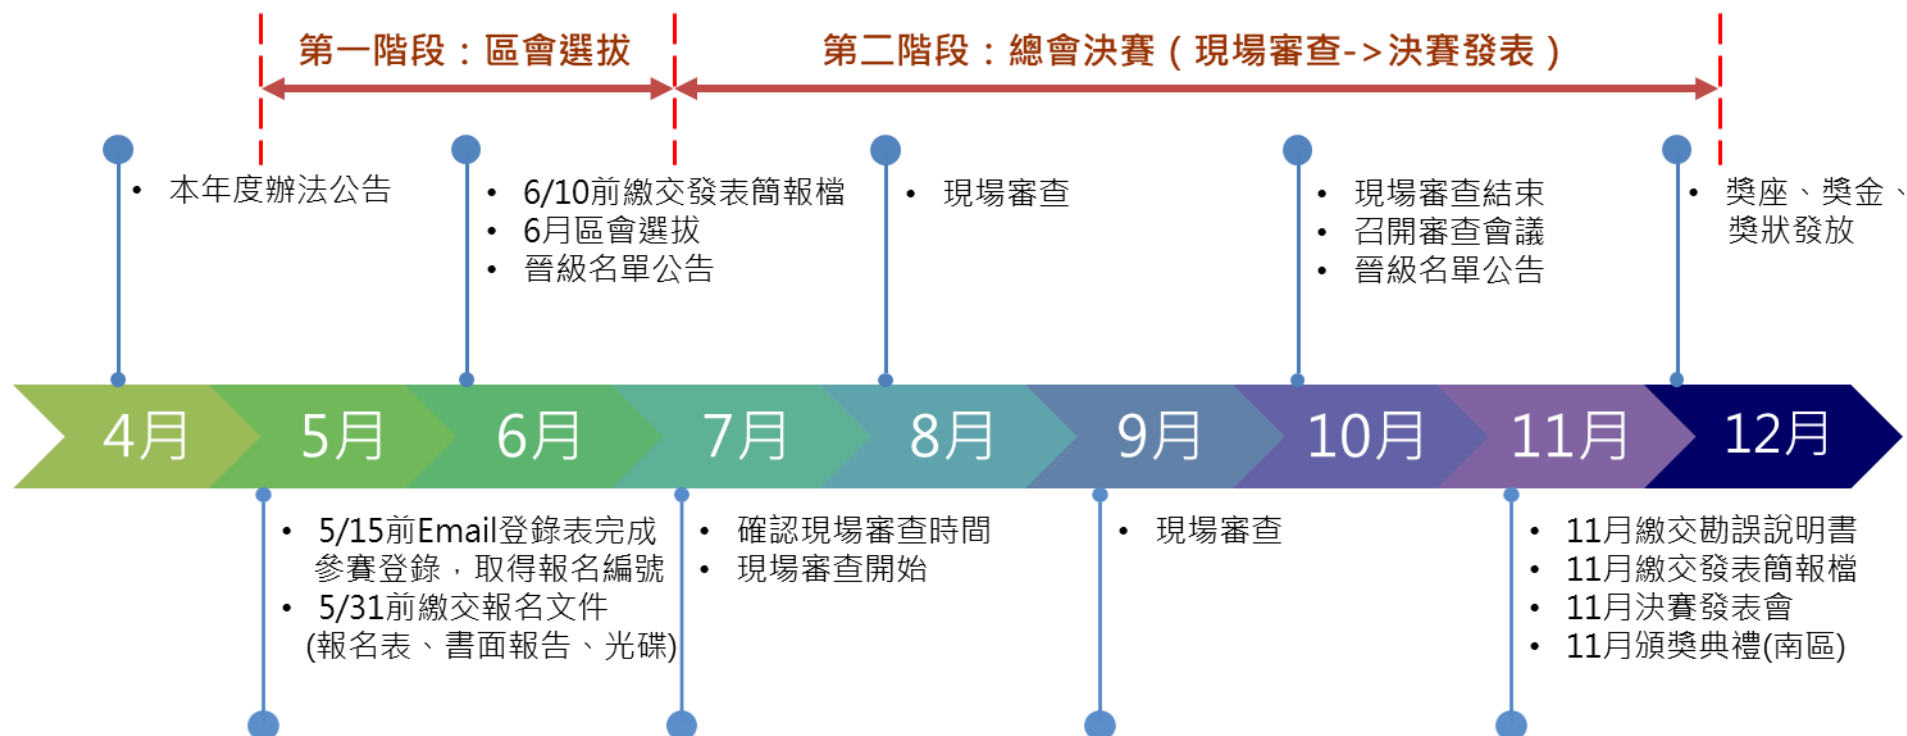 第一階段：區會選拔
第二階段：總會決賽（現場審查->決賽發表）
• 本年度辦法公告
• 6/10前繳交發表簡報檔
• 6月區會選拔
• 晉級名單公告
• 現場審查
• 現場審查結束
• 召開審查會議
• 晉級名單公告
• 獎座、獎金、
獎狀發放
4月
5月
6月
7月
8月
9月
10月
11月
12月
• 5/15前Email登錄表完成
參賽登錄，取得報名編號
• 5/31前繳交報名文件
(報名表、書面報告、光碟)
• 確認現場審查時間
• 現場審查開始
• 現場審查
• 11月繳交勘誤說明書
• 11月繳交發表簡報檔
• 11月決賽發表會
• 11月頒獎典禮(南區)